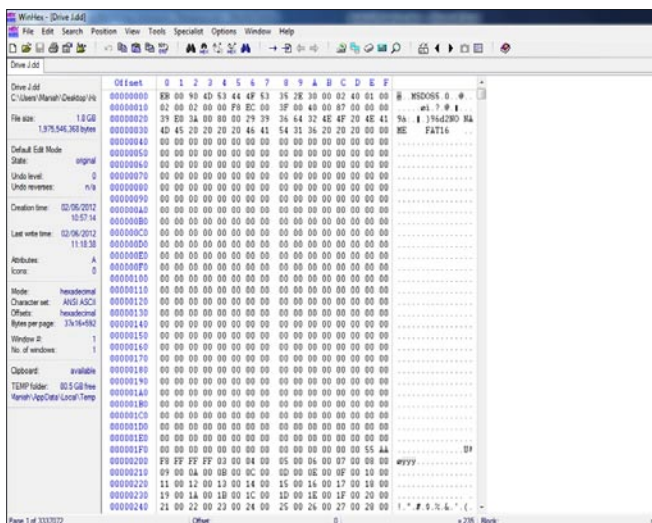 WinHex - [Drive J.dd]
File Edit Search Position View Tools Specialist Options Window Help
Drive J.dd
Drive J.dd
C:\Users\Manish\Desktop\Ha
File size: 1.8 GB
1,975,546,368 bytes
Default Edit Mode
State: original
Undo level: 0
Undo reverses: n/a
Creation time: 02/06/2012
10:57:14
Last write time: 02/06/2012
11:18:38
Attributes: A
Icons: 0
Mode: hexadecimal
Character set: ANSI ASCII
Offsets: hexadecimal
Bytes per page: 37x16=592
Window #: 1
No. of windows: 1
Clipboard: available
TEMP folder: 80.5 GB free
Manish\AppData\Local\Temp
Offset 0 1 2 3 4 5 6 7 8 9 A B C D E F
00000000 EB 00 90 4D 53 44 4F 53 35 2E 30 00 02 40 01 00 MSDOS5.0..@..
00000010 02 00 02 00 00 F8 EC 00 3F 00 40 00 87 00 00 00
00000020 39 E0 3A 00 80 00 29 39 36 64 32 4E 4F 20 4E 41 )96d2NO NA
00000030 4D 45 20 20 20 20 46 41 54 31 36 20 20 20 00 00 ME FAT16 ..
00000040 00 00 00 00 00 00 00 00 00 00 00 00 00 00 00 00 ................
00000050 00 00 00 00 00 00 00 00 00 00 00 00 00 00 00 00 ................
00000060 00 00 00 00 00 00 00 00 00 00 00 00 00 00 00 00 ................
00000070 00 00 00 00 00 00 00 00 00 00 00 00 00 00 00 00 ................
00000080 00 00 00 00 00 00 00 00 00 00 00 00 00 00 00 00 ................
00000090 00 00 00 00 00 00 00 00 00 00 00 00 00 00 00 00 ................
000000A0 00 00 00 00 00 00 00 00 00 00 00 00 00 00 00 00 ................
000000B0 00 00 00 00 00 00 00 00 00 00 00 00 00 00 00 00 ................
000000C0 00 00 00 00 00 00 00 00 00 00 00 00 00 00 00 00 ................
000000D0 00 00 00 00 00 00 00 00 00 00 00 00 00 00 00 00 ................
000000E0 00 00 00 00 00 00 00 00 00 00 00 00 00 00 00 00 ................
000000F0 00 00 00 00 00 00 00 00 00 00 00 00 00 00 00 00 ................
00000100 00 00 00 00 00 00 00 00 00 00 00 00 00 00 00 00 ................
00000110 00 00 00 00 00 00 00 00 00 00 00 00 00 00 00 00 ................
00000120 00 00 00 00 00 00 00 00 00 00 00 00 00 00 00 00 ................
00000130 00 00 00 00 00 00 00 00 00 00 00 00 00 00 00 00 ................
00000140 00 00 00 00 00 00 00 00 00 00 00 00 00 00 00 00 ................
00000150 00 00 00 00 00 00 00 00 00 00 00 00 00 00 00 00 ................
00000160 00 00 00 00 00 00 00 00 00 00 00 00 00 00 00 00 ................
00000170 00 00 00 00 00 00 00 00 00 00 00 00 00 00 00 00 ................
00000180 00 00 00 00 00 00 00 00 00 00 00 00 00 00 00 00 ................
00000190 00 00 00 00 00 00 00 00 00 00 00 00 00 00 00 00 ................
000001A0 00 00 00 00 00 00 00 00 00 00 00 00 00 00 00 00 ................
000001B0 00 00 00 00 00 00 00 00 00 00 00 00 00 00 00 00 ................
000001C0 00 00 00 00 00 00 00 00 00 00 00 00 00 00 00 00 ................
000001D0 00 00 00 00 00 00 00 00 00 00 00 00 00 00 00 00 ................
000001E0 00 00 00 00 00 00 00 00 00 00 00 00 00 00 00 00 ................
000001F0 00 00 00 00 00 00 00 00 00 00 00 00 00 00 55 AA ..............Uª
00000200 F8 FF FF FF 03 00 04 00 05 00 06 00 07 00 08 00 øÿÿÿ............
00000210 09 00 0A 00 0B 00 0C 00 0D 00 0E 00 0F 00 10 00 ................
00000220 11 00 12 00 13 00 14 00 15 00 16 00 17 00 18 00 ................
00000230 19 00 1A 00 1B 00 1C 00 1D 00 1E 00 1F 00 20 00 ................
00000240 21 00 22 00 23 00 24 00 25 00 26 00 27 00 28 00 !.".#.$.%.&.'.(.
Page 1 of 3337072 Offset: 0 = 235 Block: